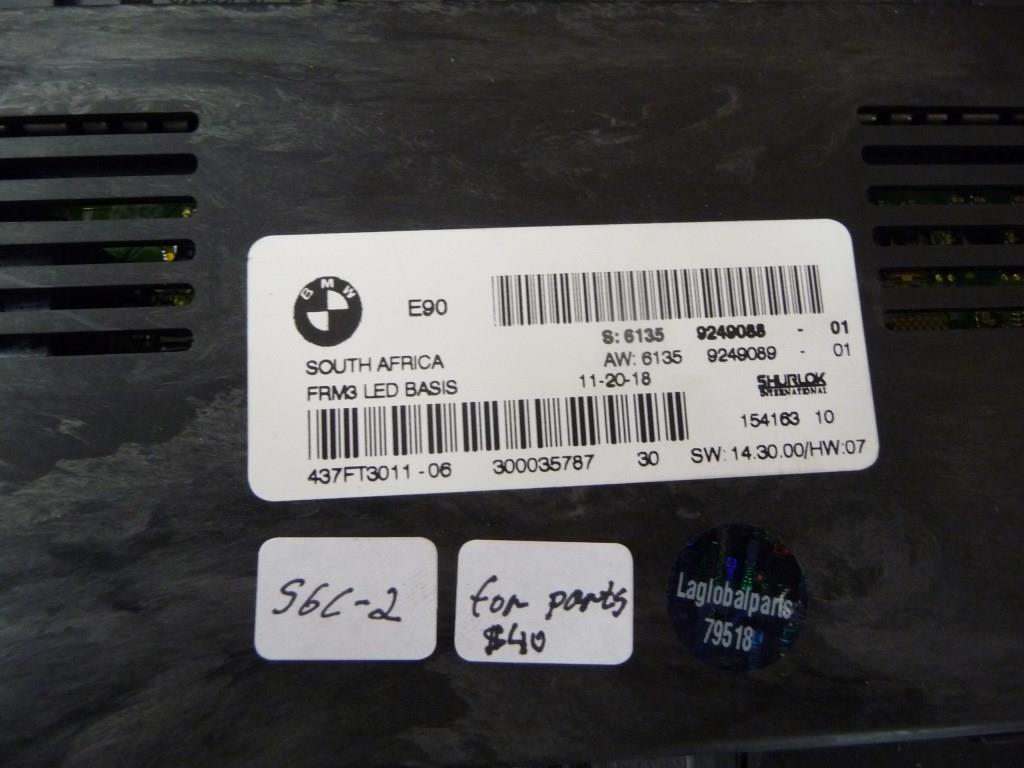 BMW
E90
S: 6135 9249088 - 01
SOUTH AFRICA
AW: 6135 9249089 - 01
FRM3 LED BASIS
11-20-18
SHURLOK
INTERNATIONAL
154163 10
437FT3011 - 06 300035787 30 SW: 14.30.00/HW:07
S6C-2
for parts
$40
Laglobalparts
79518